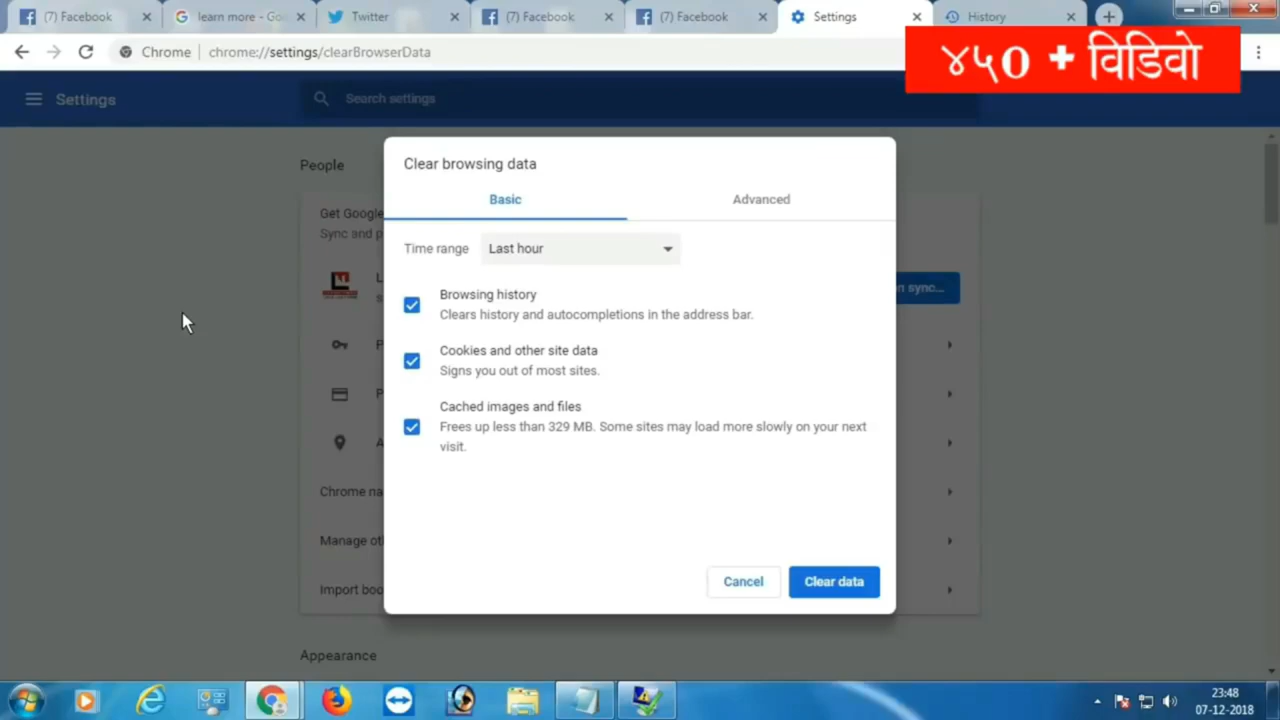 (7) Facebook
learn more - Go
Twitter
(7) Facebook
(7) Facebook
Settings
History
Chrome
chrome://settings/clearBrowserData
४५० + विडिवो
Settings
Search settings
People
Clear browsing data
Basic
Advanced
Get Google
Sync and p
Time range
Last hour
n sync...
Browsing history
Clears history and autocompletions in the address bar.
Cookies and other site data
Signs you out of most sites.
Cached images and files
Frees up less than 329 MB. Some sites may load more slowly on your next
visit.
Chrome na
Manage ot
Import boo
Cancel
Clear data
Appearance
23:48
07-12-2018